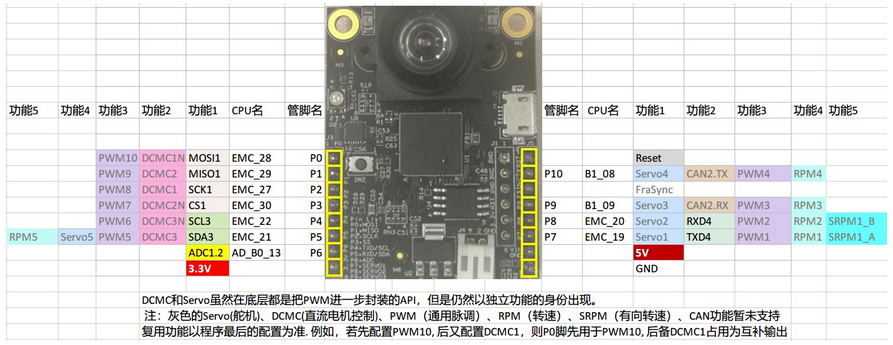 功能5 功能4 功能3 功能2 功能1 CPU名 管脚名 管脚名 CPU名 功能1 功能2 功能3 功能4 功能5
PWM10 DCMC1N MOSI1 EMC_28 P0 Reset
PWM9 DCMC2 MISO1 EMC_29 P1 P10 B1_08 Servo4 CAN2.TX PWM4 RPM4
PWM8 DCMC1 SCK1 EMC_27 P2 FraSync
PWM7 DCMC2N CS1 EMC_30 P3 P9 B1_09 Servo3 CAN2.RX PWM3 RPM3
PWM6 DCMC3N SCL3 EMC_22 P4 P8 EMC_20 Servo2 RXD4 PWM2 RPM2 SRPM1_B
RPM5 Servo5 PWM5 DCMC3 SDA3 EMC_21 P5 P7 EMC_19 Servo1 TXD4 PWM1 RPM1 SRPM1_A
ADC1.2 AD_B0_13 P6 5V
3.3V GND
DCMC和Servo虽然在底层都是把PWM进一步封装的API，但是仍然以独立功能的身份出现。
注：灰色的Servo(舵机)、DCMC(直流电机控制)、PWM（通用脉调）、RPM（转速）、SRPM（有向转速）、CAN功能暂未支持
复用功能以程序最后的配置为准. 例如，若先配置PWM10, 后又配置DCMC1，则P0脚先用于PWM10, 后备DCMC1占用为互补输出